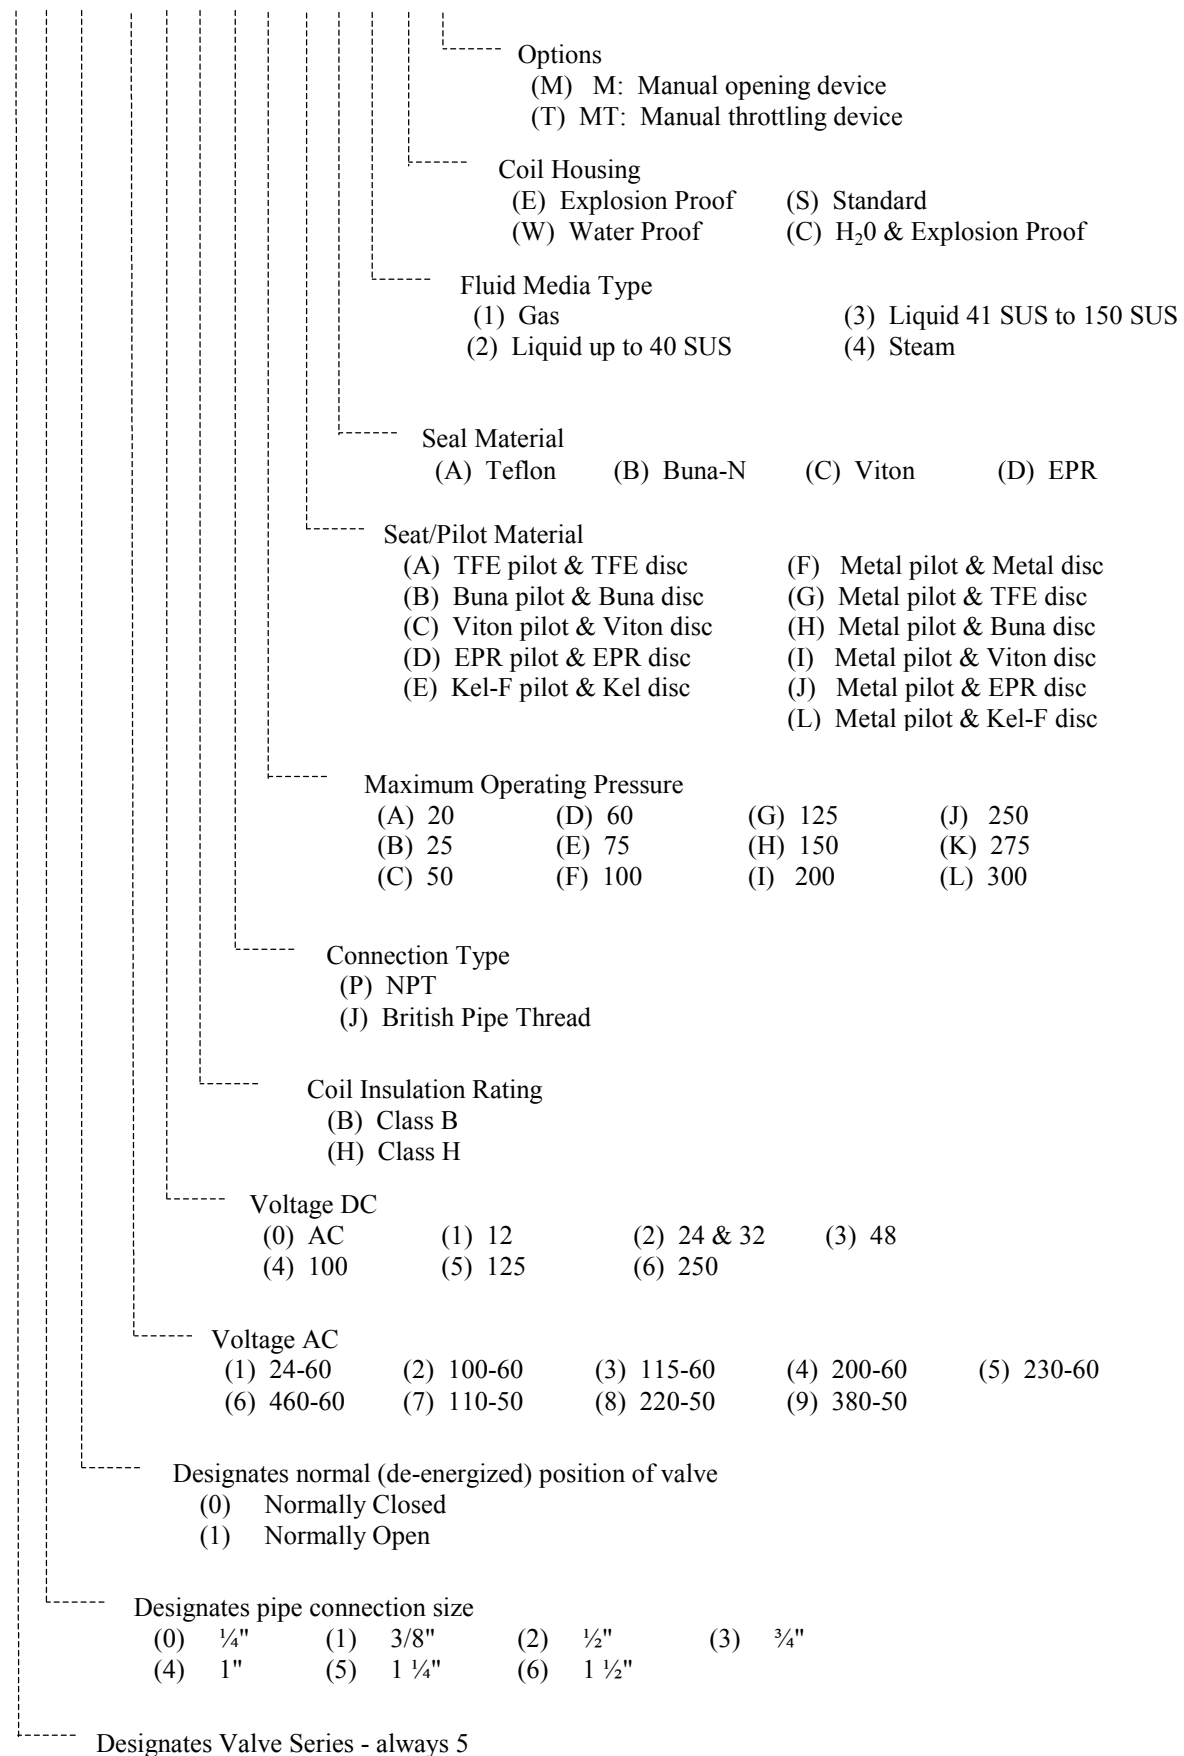 Options
(M) M: Manual opening device
(T) MT: Manual throttling device
Coil Housing
(E) Explosion Proof (S) Standard
(W) Water Proof (C) H₂0 & Explosion Proof
Fluid Media Type
(1) Gas (3) Liquid 41 SUS to 150 SUS
(2) Liquid up to 40 SUS (4) Steam
Seal Material
(A) Teflon (B) Buna-N (C) Viton (D) EPR
Seat/Pilot Material
(A) TFE pilot & TFE disc (F) Metal pilot & Metal disc
(B) Buna pilot & Buna disc (G) Metal pilot & TFE disc
(C) Viton pilot & Viton disc (H) Metal pilot & Buna disc
(D) EPR pilot & EPR disc (I) Metal pilot & Viton disc
(E) Kel-F pilot & Kel disc (J) Metal pilot & EPR disc
(L) Metal pilot & Kel-F disc
Maximum Operating Pressure
(A) 20 (D) 60 (G) 125 (J) 250
(B) 25 (E) 75 (H) 150 (K) 275
(C) 50 (F) 100 (I) 200 (L) 300
Connection Type
(P) NPT
(J) British Pipe Thread
Coil Insulation Rating
(B) Class B
(H) Class H
Voltage DC
(0) AC (1) 12 (2) 24 & 32 (3) 48
(4) 100 (5) 125 (6) 250
Voltage AC
(1) 24-60 (2) 100-60 (3) 115-60 (4) 200-60 (5) 230-60
(6) 460-60 (7) 110-50 (8) 220-50 (9) 380-50
Designates normal (de-energized) position of valve
(0) Normally Closed
(1) Normally Open
Designates pipe connection size
(0) ¼" (1) 3/8" (2) ½" (3) ¾"
(4) 1" (5) 1 ¼" (6) 1 ½"
Designates Valve Series - always 5